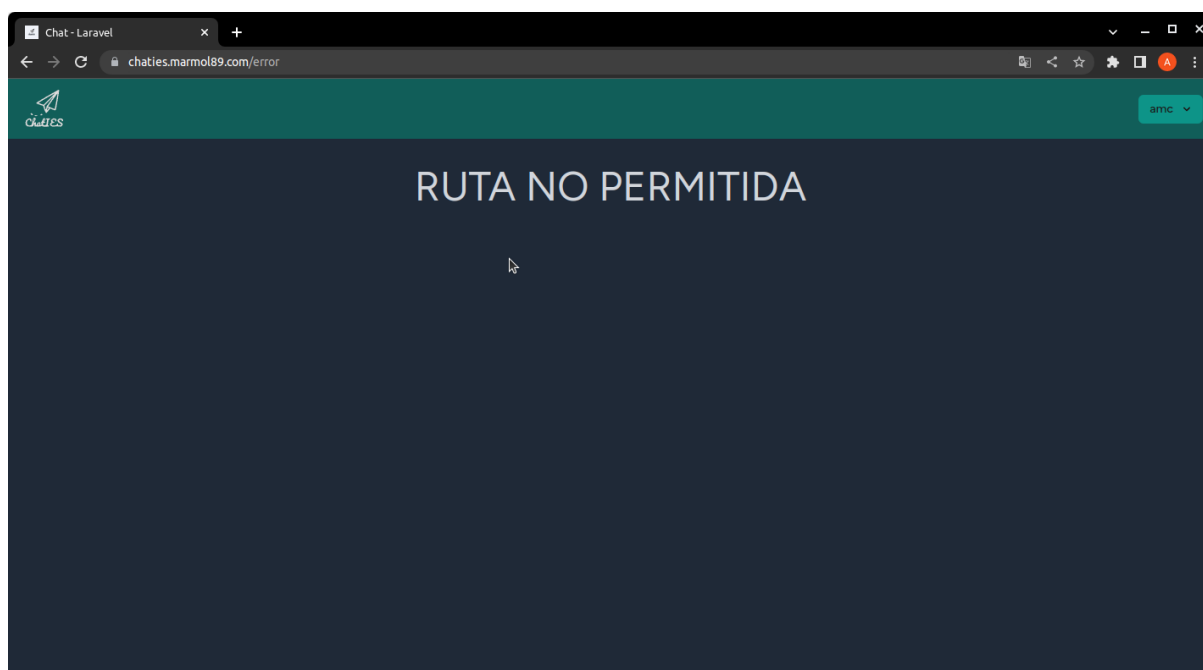 Chat - Laravel
chaties.marmol89.com/error
A
ChatIES
amc
RUTA NO PERMITIDA